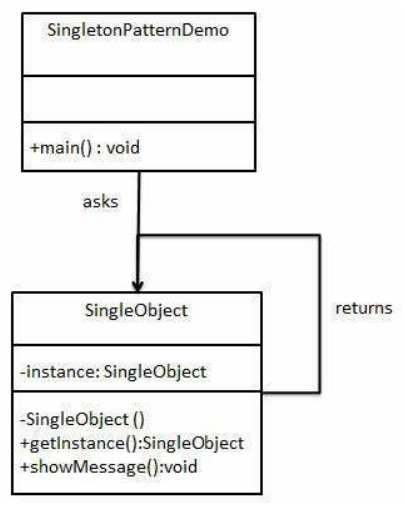 SingletonPatternDemo
+main() : void
asks
SingleObject
returns
-instance: SingleObject
-SingleObject ()
+getInstance():SingleObject
+showMessage():void